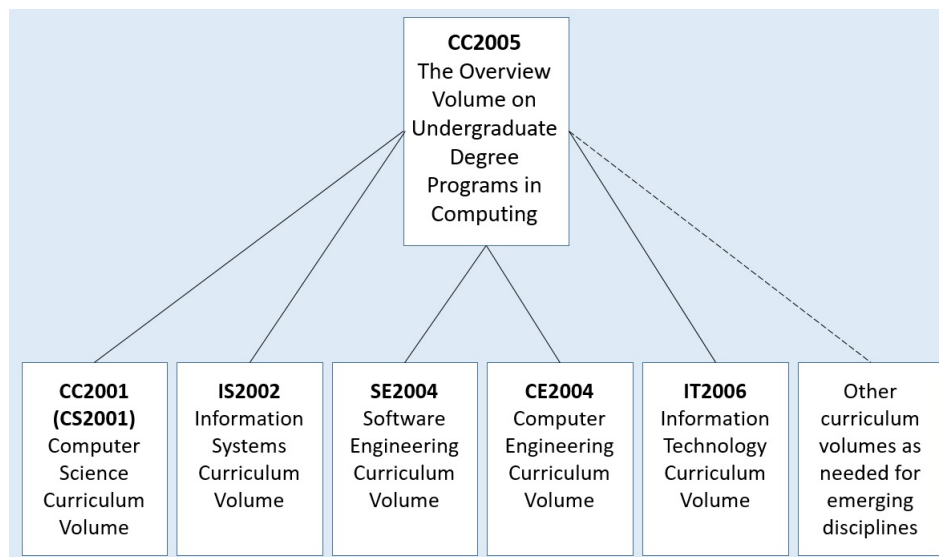 CC2005
The Overview
Volume on
Undergraduate
Degree
Programs in
Computing
CC2001
(CS2001)
Computer
Science
Curriculum
Volume
IS2002
Information
Systems
Curriculum
Volume
SE2004
Software
Engineering
Curriculum
Volume
CE2004
Computer
Engineering
Curriculum
Volume
IT2006
Information
Technology
Curriculum
Volume
Other
curriculum
volumes as
needed for
emerging
disciplines